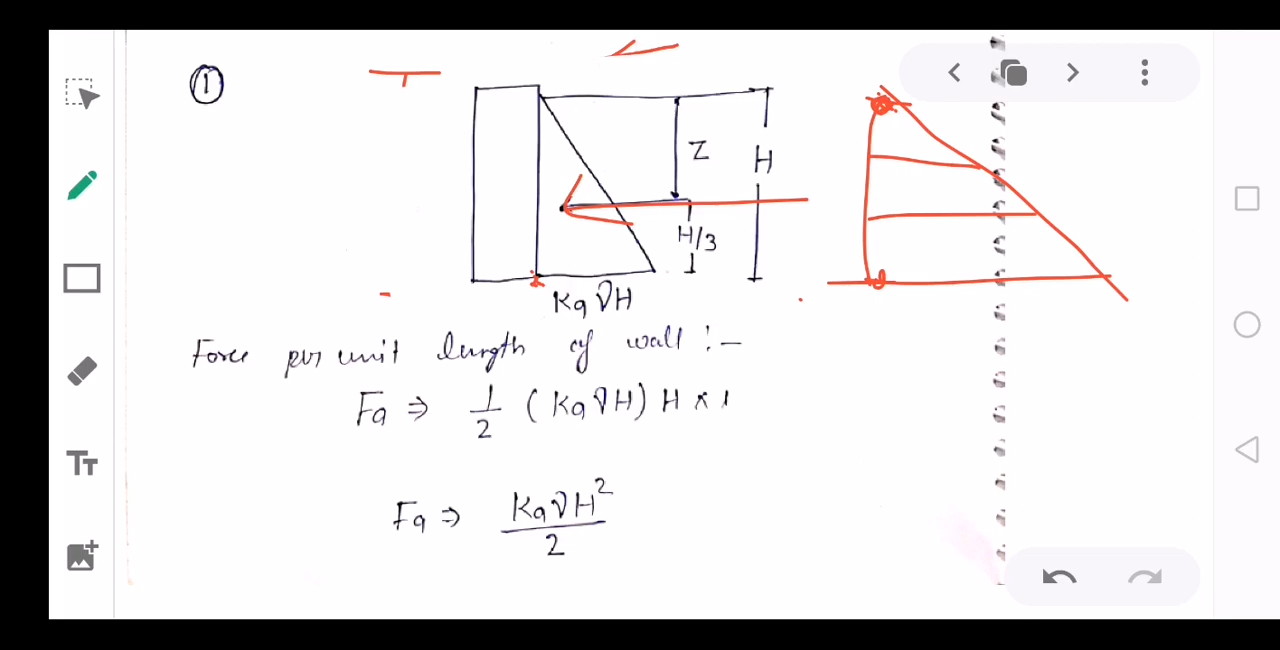 ①
Z
H
H/3
Ka γH
Force per unit length of wall :-
Fa ⇒ 1/2 (Ka γH) H × 1
Fa ⇒ Ka γH² / 2
Tт